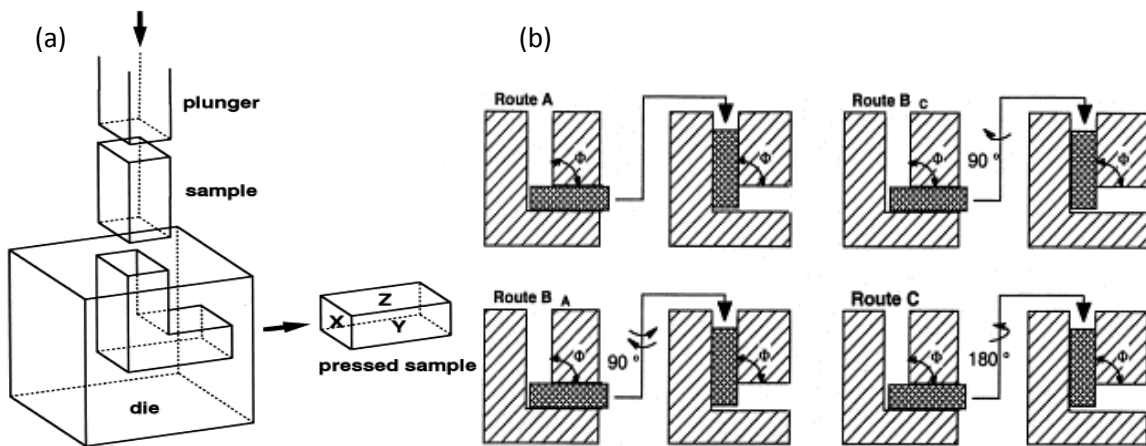 (a)
plunger
sample
die
X
Z
Y
pressed sample
(b)
Route A
Φ
Φ
Route B C
Φ
90 °
Φ
Route B A
Φ
90 °
Φ
Route C
Φ
180 °
Φ